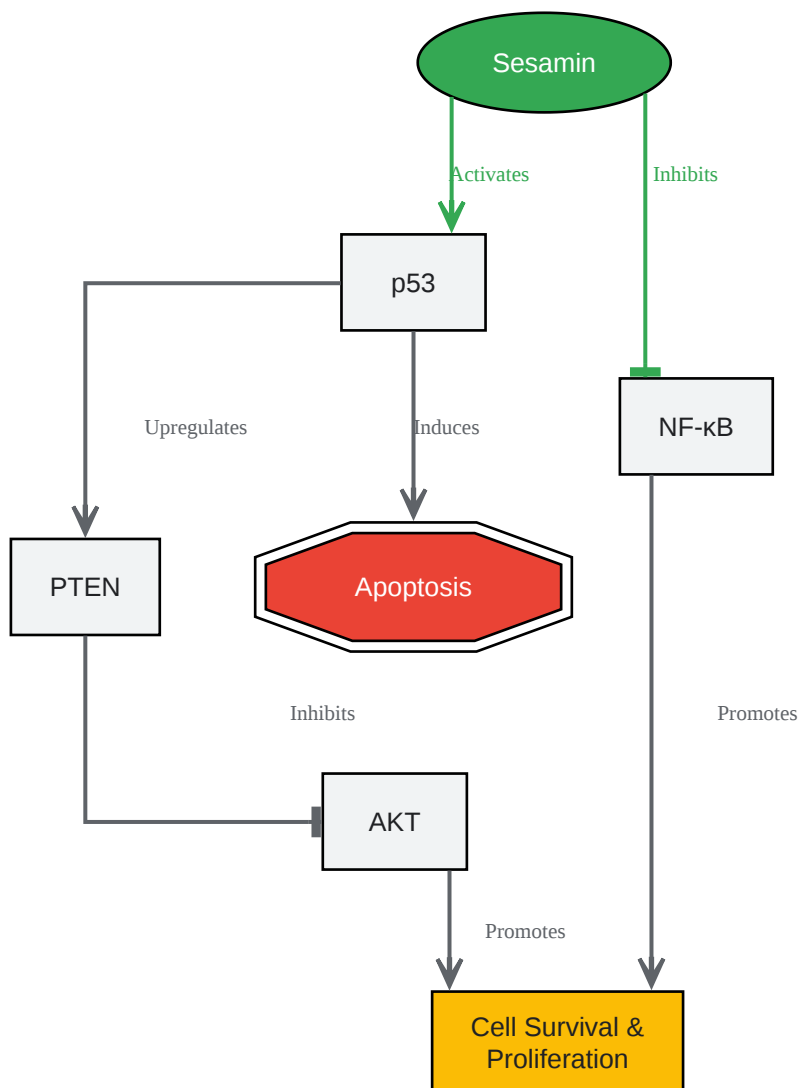 Sesamin
Activates
Inhibits
p53
Upregulates
Induces
NF-κB
PTEN
Apoptosis
Inhibits
Promotes
AKT
Promotes
Cell Survival &
Proliferation